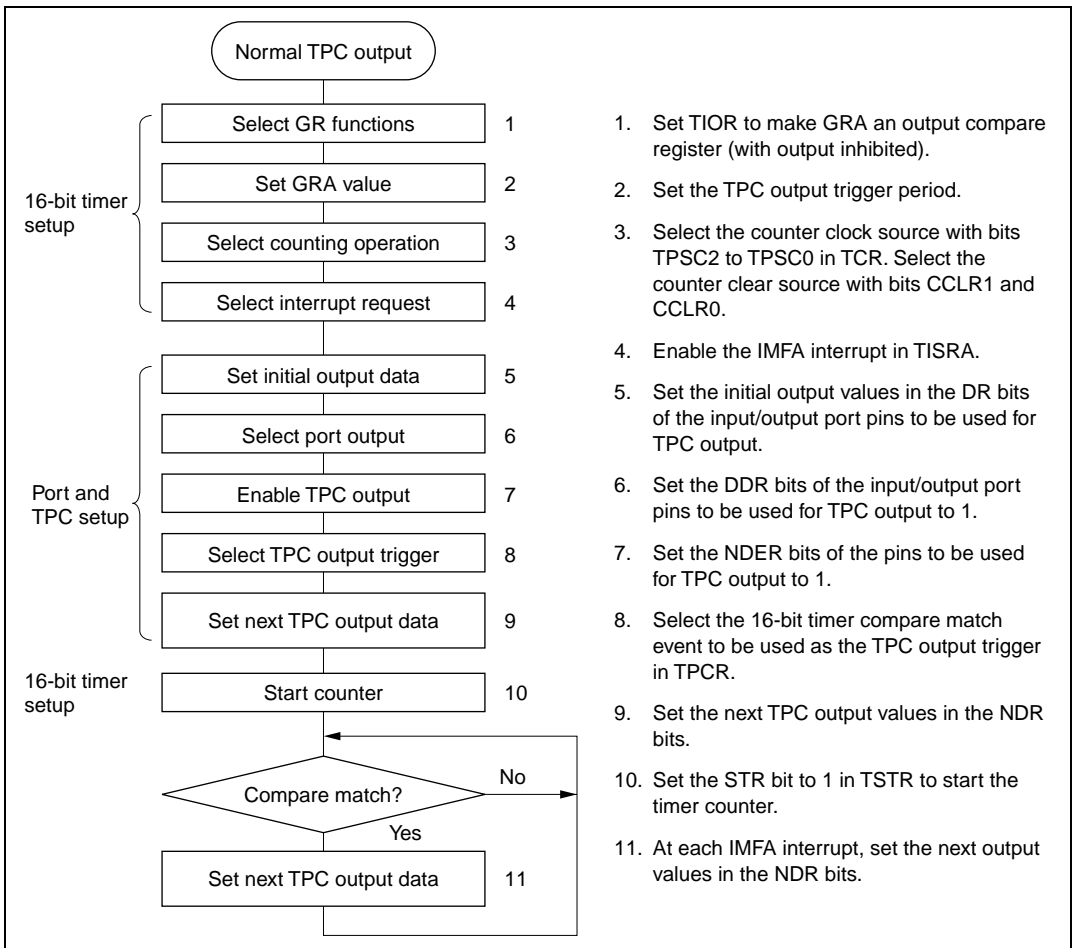 Normal TPC output
16-bit timer
setup
Select GR functions 1
Set GRA value 2
Select counting operation 3
Select interrupt request 4
Port and
TPC setup
Set initial output data 5
Select port output 6
Enable TPC output 7
Select TPC output trigger 8
Set next TPC output data 9
16-bit timer
setup
Start counter 10
Compare match?
No
Yes
Set next TPC output data 11
1. Set TIOR to make GRA an output compare
register (with output inhibited).
2. Set the TPC output trigger period.
3. Select the counter clock source with bits
TPSC2 to TPSC0 in TCR. Select the
counter clear source with bits CCLR1 and
CCLR0.
4. Enable the IMFA interrupt in TISRA.
5. Set the initial output values in the DR bits
of the input/output port pins to be used for
TPC output.
6. Set the DDR bits of the input/output port
pins to be used for TPC output to 1.
7. Set the NDER bits of the pins to be used
for TPC output to 1.
8. Select the 16-bit timer compare match
event to be used as the TPC output trigger
in TPCR.
9. Set the next TPC output values in the NDR
bits.
10. Set the STR bit to 1 in TSTR to start the
timer counter.
11. At each IMFA interrupt, set the next output
values in the NDR bits.